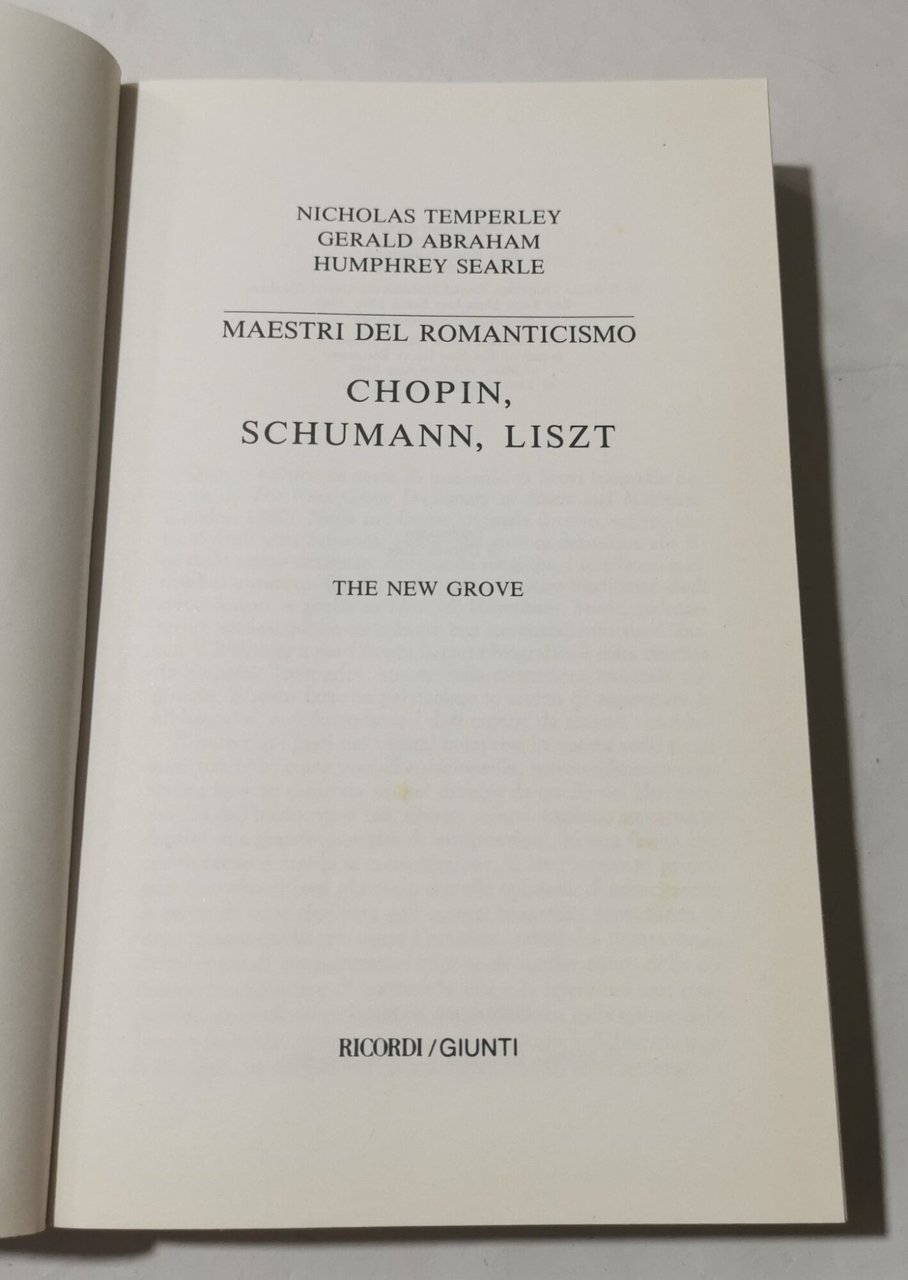 NICHOLAS TEMPERLEY
GERALD ABRAHAM
HUMPHREY SEARLE
MAESTRI DEL ROMANTICISMO
CHOPIN,
SCHUMANN, LISZT
THE NEW GROVE
RICORDI/GIUNTI